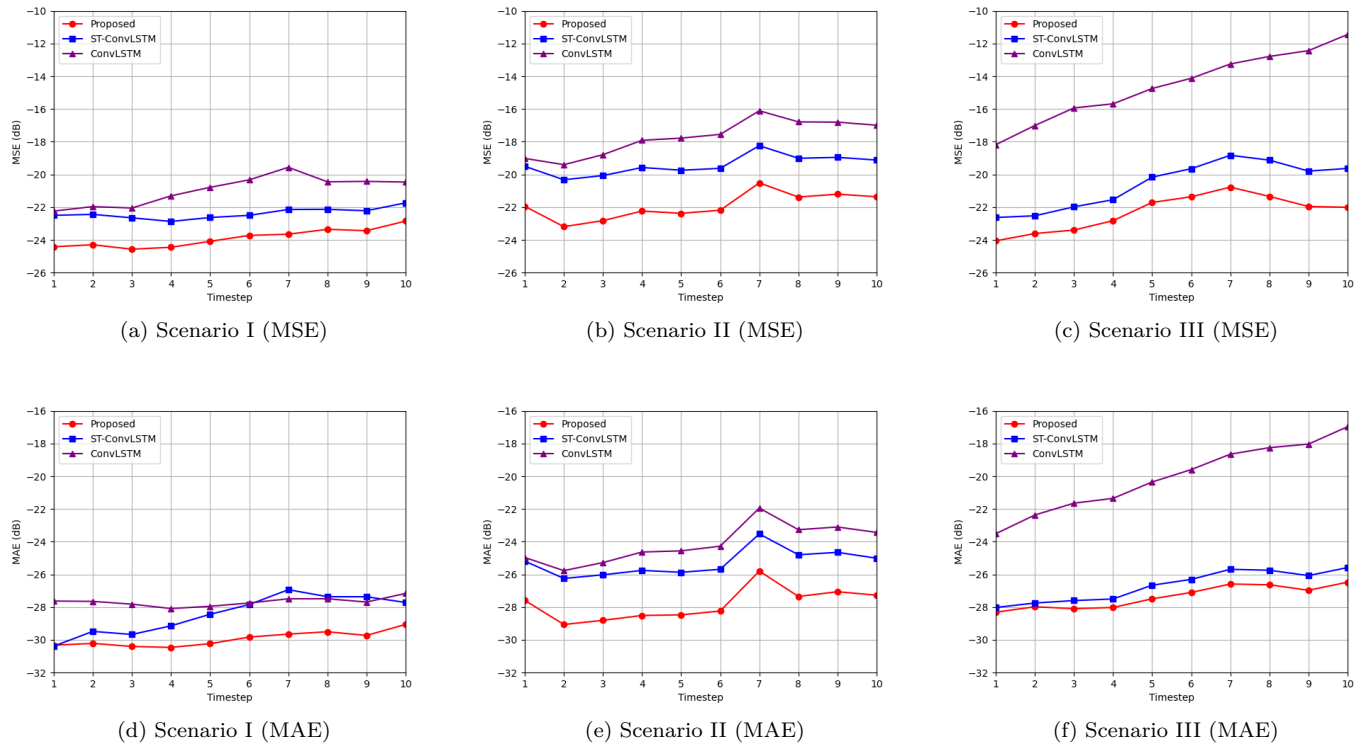 −10
−12
−14
−16
−18
−20
−22
−24
−26
MSE (dB)
Proposed
ST-ConvLSTM
ConvLSTM
1 2 3 4 5 6 7 8 9 10
Timestep
(a) Scenario I (MSE)
−10
−12
−14
−16
−18
−20
−22
−24
−26
MSE (dB)
Proposed
ST-ConvLSTM
ConvLSTM
1 2 3 4 5 6 7 8 9 10
Timestep
(b) Scenario II (MSE)
−10
−12
−14
−16
−18
−20
−22
−24
−26
MSE (dB)
Proposed
ST-ConvLSTM
ConvLSTM
1 2 3 4 5 6 7 8 9 10
Timestep
(c) Scenario III (MSE)
−16
−18
−20
−22
−24
−26
−28
−30
−32
MAE (dB)
Proposed
ST-ConvLSTM
ConvLSTM
1 2 3 4 5 6 7 8 9 10
Timestep
(d) Scenario I (MAE)
−16
−18
−20
−22
−24
−26
−28
−30
−32
MAE (dB)
Proposed
ST-ConvLSTM
ConvLSTM
1 2 3 4 5 6 7 8 9 10
Timestep
(e) Scenario II (MAE)
−16
−18
−20
−22
−24
−26
−28
−30
−32
MAE (dB)
Proposed
ST-ConvLSTM
ConvLSTM
1 2 3 4 5 6 7 8 9 10
Timestep
(f) Scenario III (MAE)